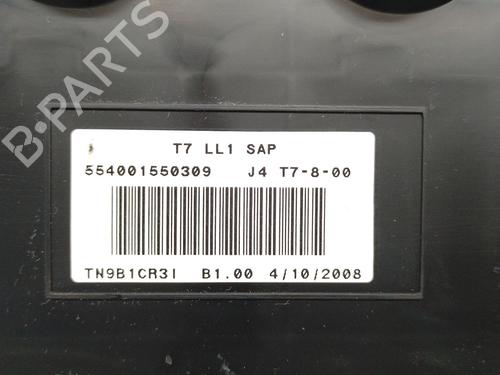 B-PARTS
T7 LL1 SAP
554001550309 J4 T7-8-00
TN9B1CR3I B1.00 4/10/2008